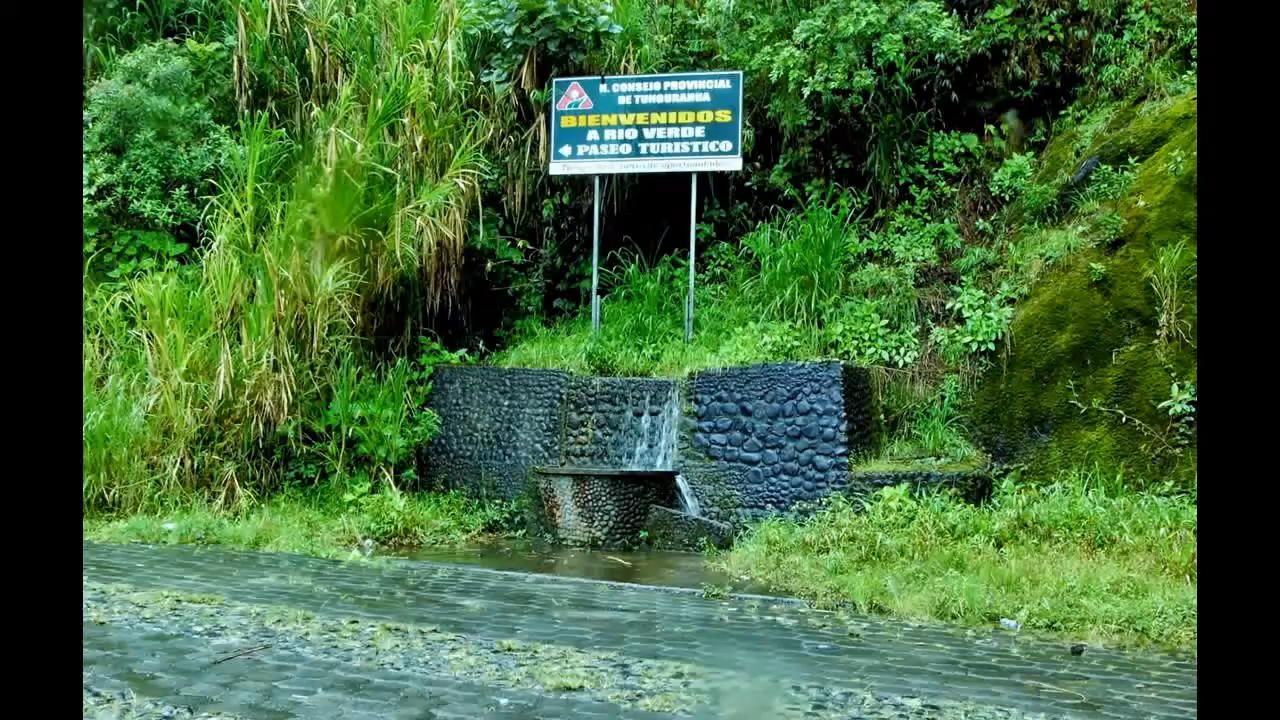 H. CONSEJO PROVINCIAL
DE TUNGURAHUA
BIENVENIDOS
A RIO VERDE
PASEO TURISTICO